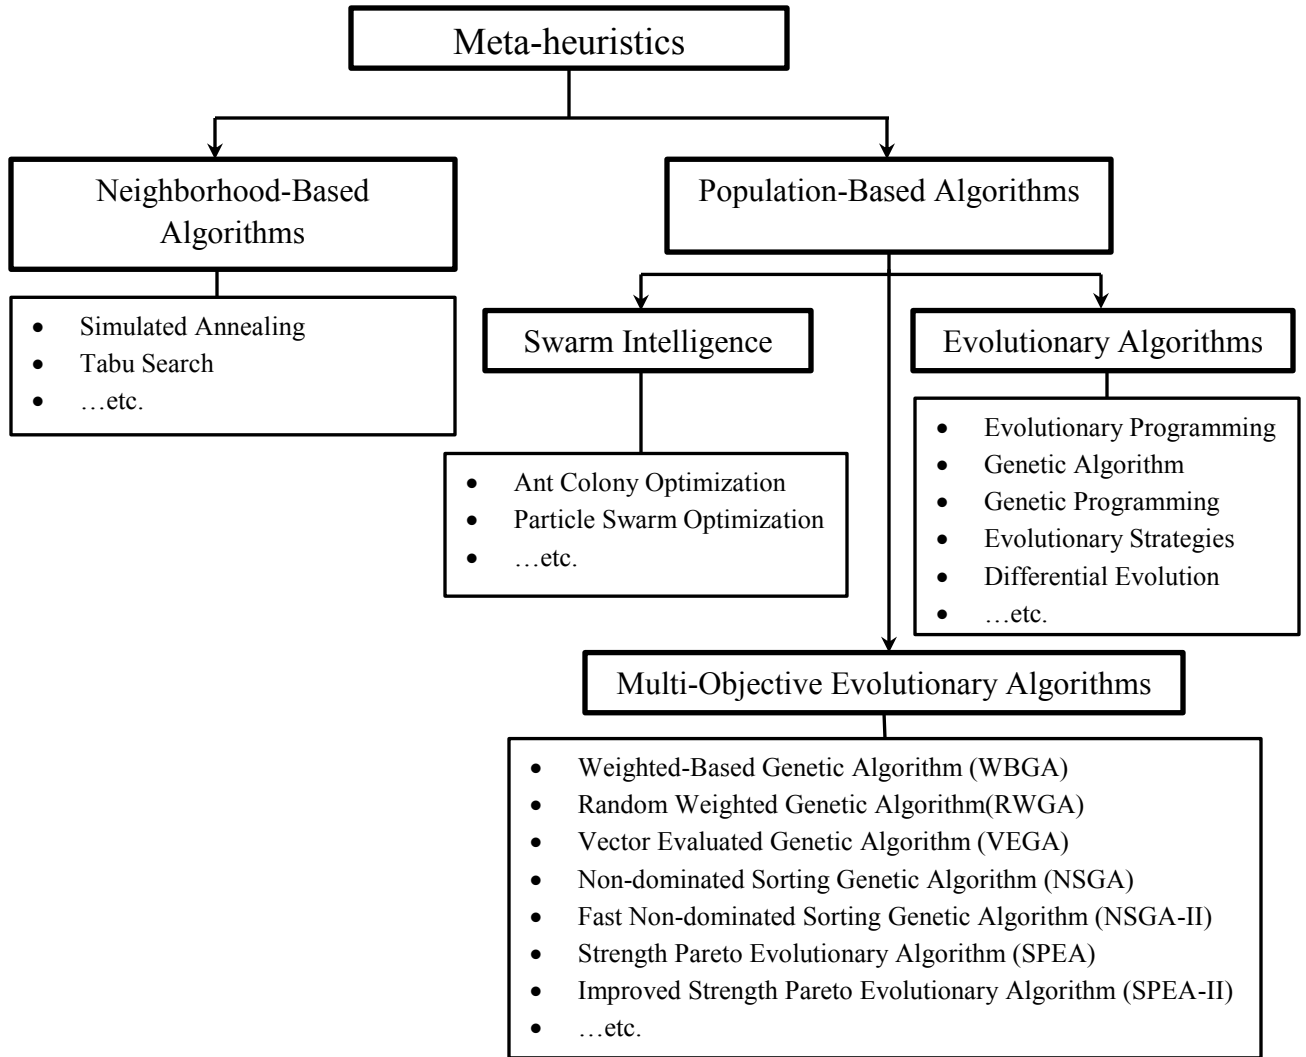 Meta-heuristics
Neighborhood-Based
Algorithms
Population-Based Algorithms
• Simulated Annealing
• Tabu Search
• …etc.
Swarm Intelligence
Evolutionary Algorithms
• Ant Colony Optimization
• Particle Swarm Optimization
• …etc.
• Evolutionary Programming
• Genetic Algorithm
• Genetic Programming
• Evolutionary Strategies
• Differential Evolution
• …etc.
Multi-Objective Evolutionary Algorithms
• Weighted-Based Genetic Algorithm (WBGA)
• Random Weighted Genetic Algorithm(RWGA)
• Vector Evaluated Genetic Algorithm (VEGA)
• Non-dominated Sorting Genetic Algorithm (NSGA)
• Fast Non-dominated Sorting Genetic Algorithm (NSGA-II)
• Strength Pareto Evolutionary Algorithm (SPEA)
• Improved Strength Pareto Evolutionary Algorithm (SPEA-II)
• …etc.